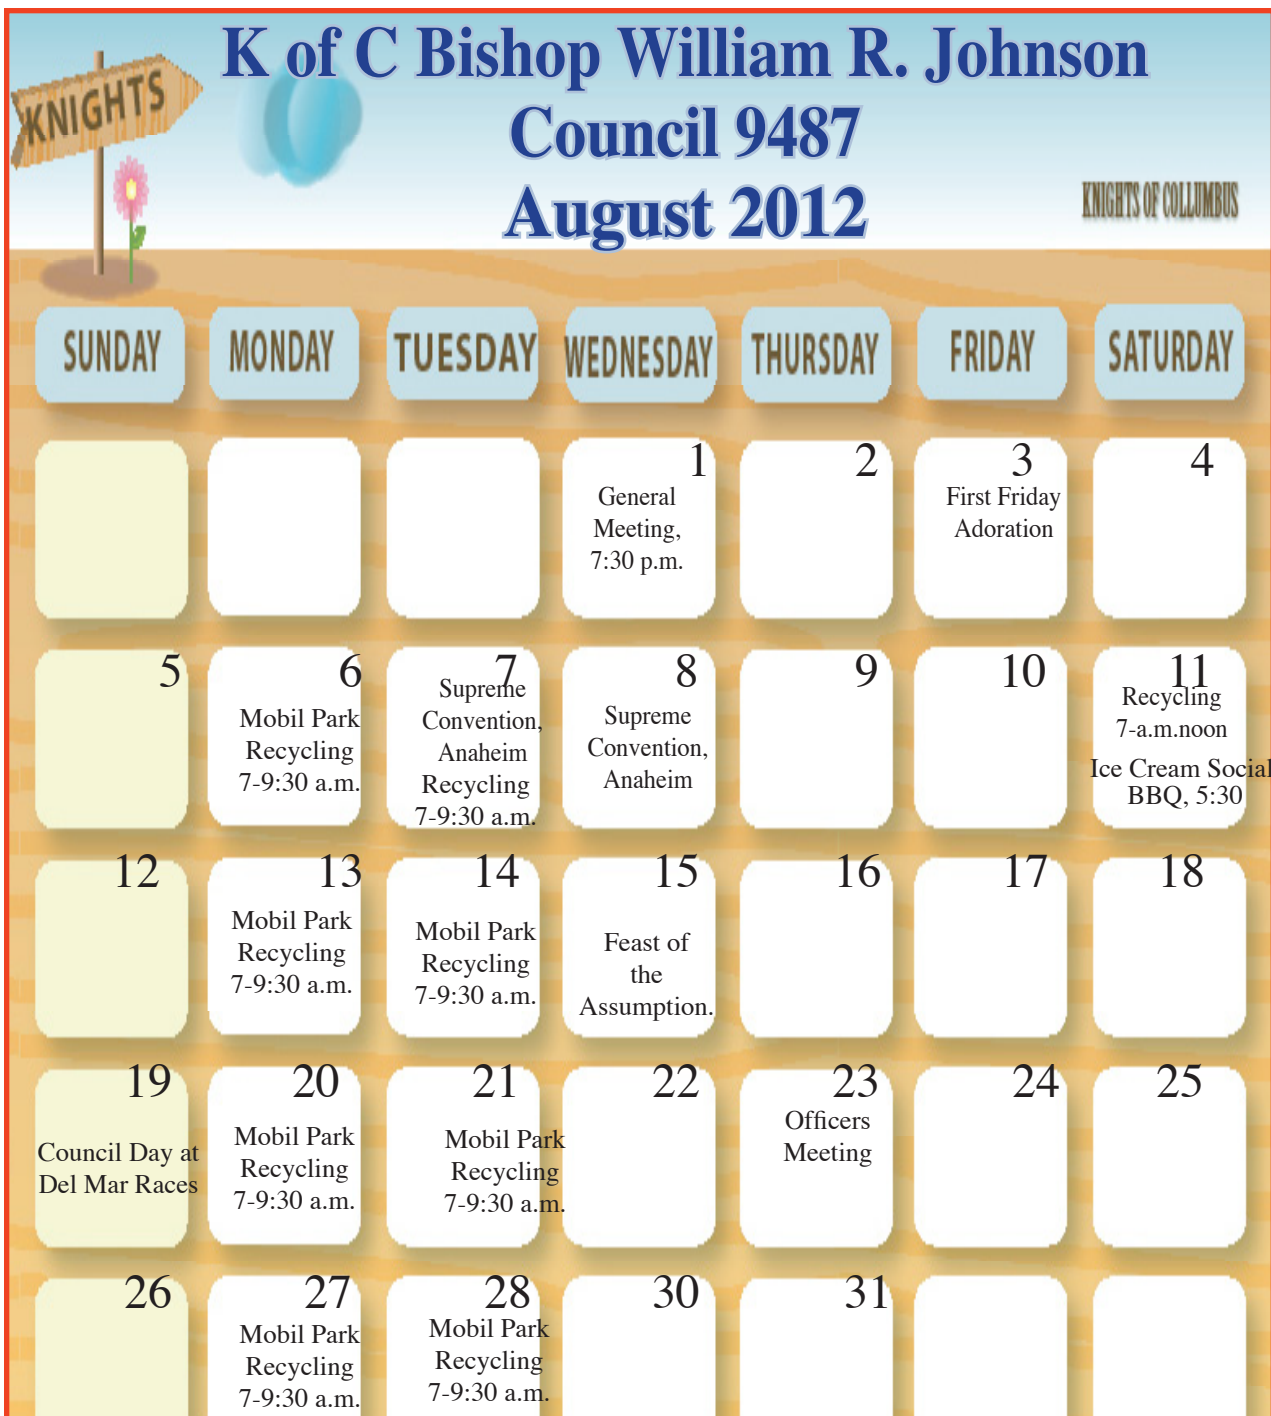 KNIGHTS
K of C Bishop William R. Johnson
Council 9487
August 2012
KNIGHTS OF COLLUMBUS
SUNDAY MONDAY TUESDAY WEDNESDAY THURSDAY FRIDAY SATURDAY
1
General
Meeting,
7:30 p.m.
2
3
First Friday
Adoration
4
5
6
Mobil Park
Recycling
7-9:30 a.m.
7
Supreme
Convention,
Anaheim
Recycling
7-9:30 a.m.
8
Supreme
Convention,
Anaheim
9
10
11
Recycling
7-a.m.noon
Ice Cream Social
BBQ, 5:30
12
13
Mobil Park
Recycling
7-9:30 a.m.
14
Mobil Park
Recycling
7-9:30 a.m.
15
Feast of
the
Assumption.
16
17
18
19
Council Day at
Del Mar Races
20
Mobil Park
Recycling
7-9:30 a.m.
21
Mobil Park
Recycling
7-9:30 a.m.
22
23
Officers
Meeting
24
25
26
27
Mobil Park
Recycling
7-9:30 a.m.
28
Mobil Park
Recycling
7-9:30 a.m.
30
31